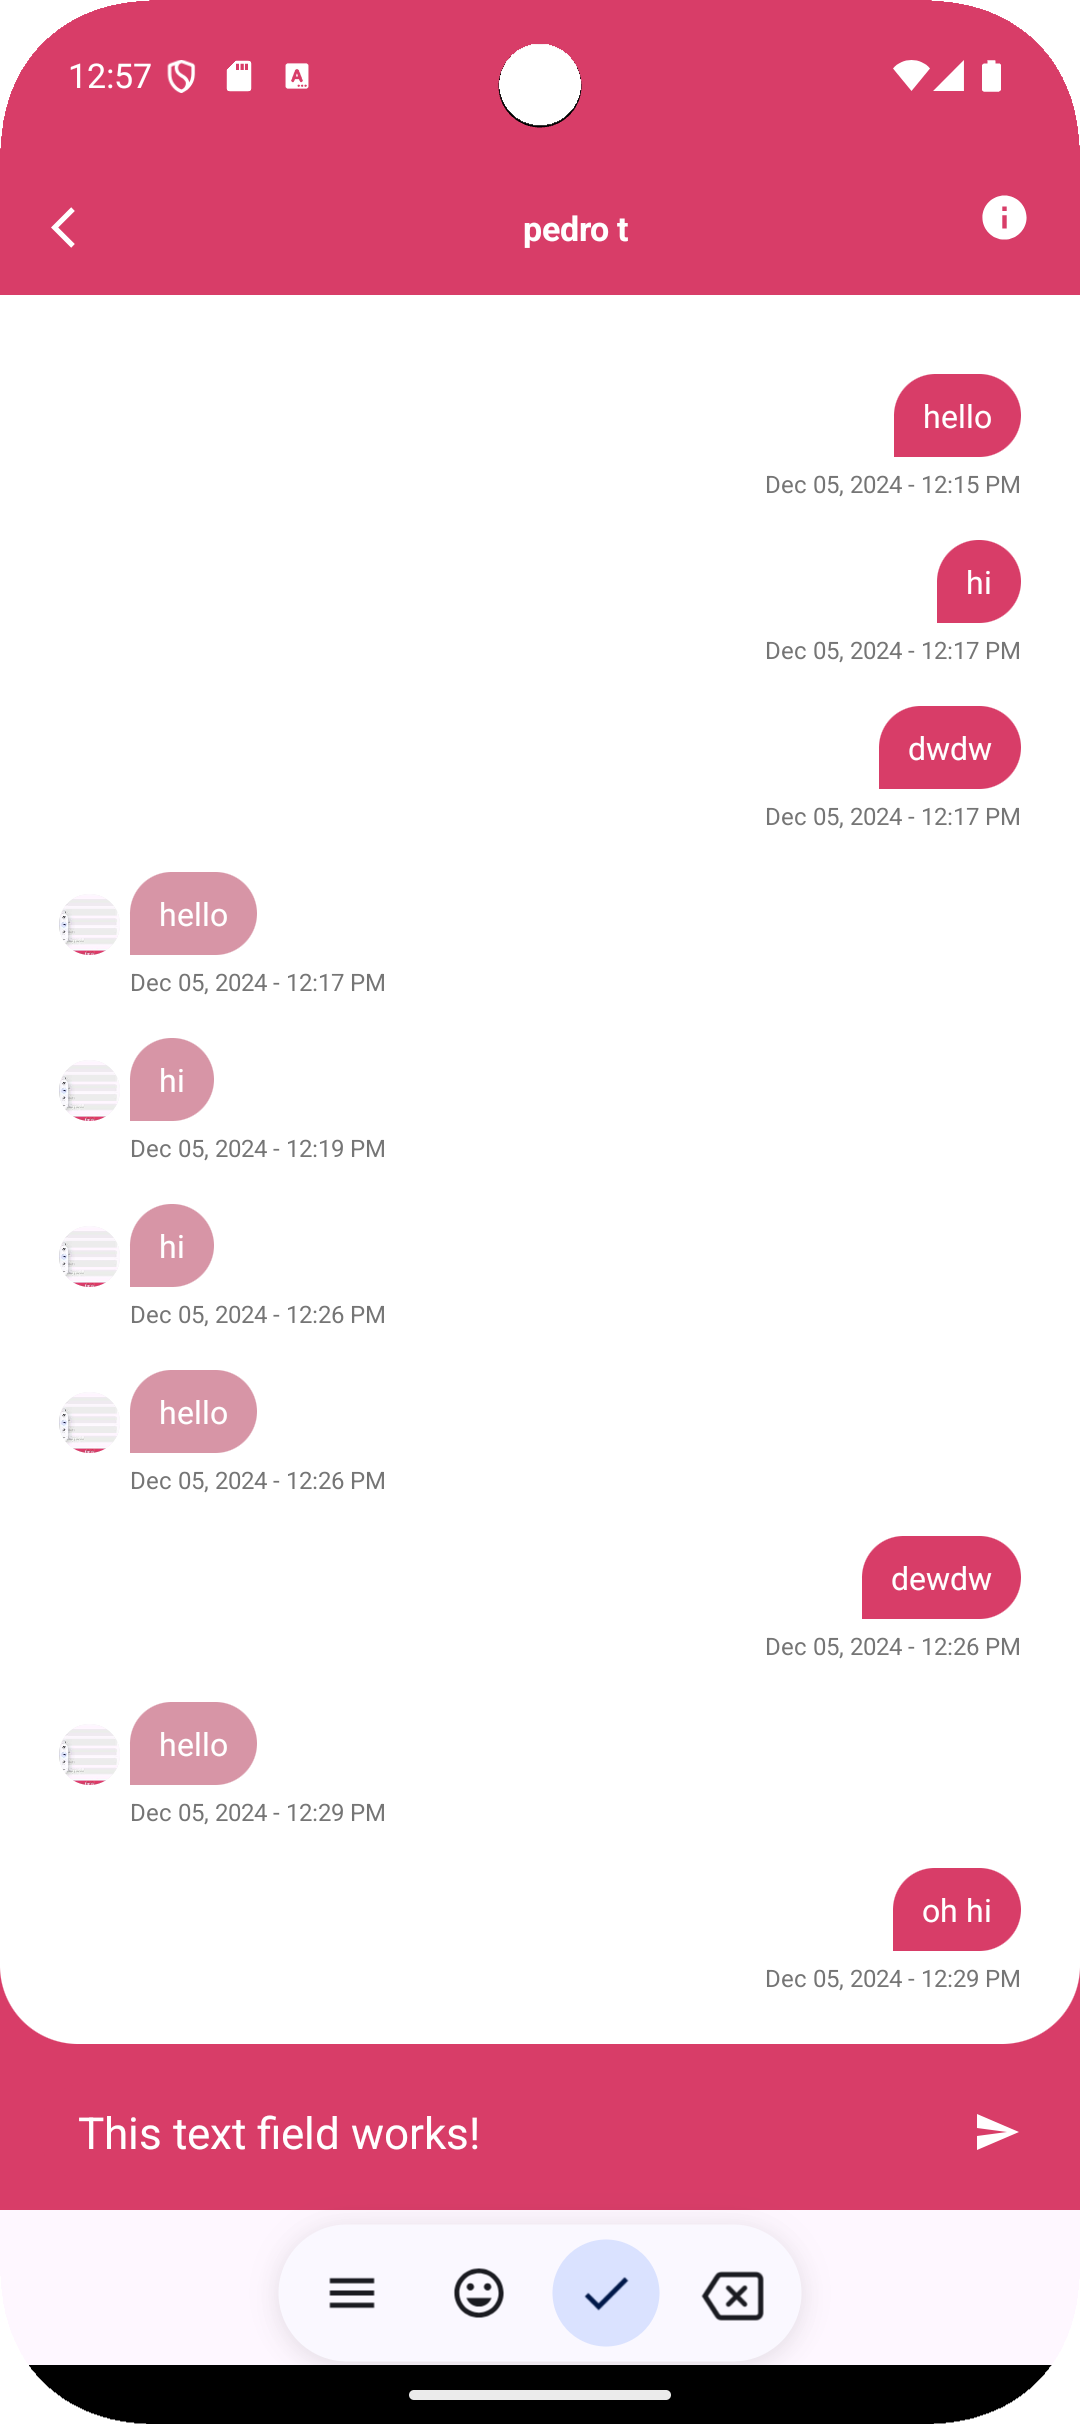 12:57
pedro t
hello
Dec 05, 2024 - 12:15 PM
hi
Dec 05, 2024 - 12:17 PM
dwdw
Dec 05, 2024 - 12:17 PM
hello
Dec 05, 2024 - 12:17 PM
hi
Dec 05, 2024 - 12:19 PM
hi
Dec 05, 2024 - 12:26 PM
hello
Dec 05, 2024 - 12:26 PM
dewdw
Dec 05, 2024 - 12:26 PM
hello
Dec 05, 2024 - 12:29 PM
oh hi
Dec 05, 2024 - 12:29 PM
This text field works!